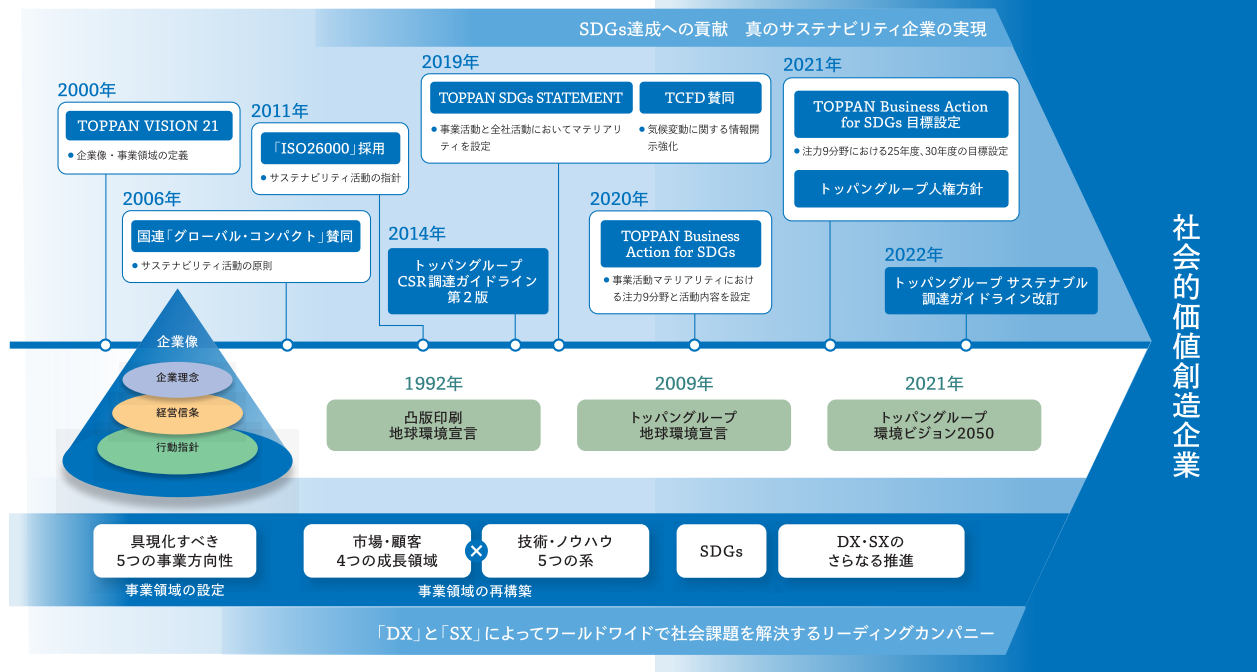 SDGs達成への貢献　真のサステナビリティ企業の実現
2000年
TOPPAN VISION 21
●企業像・事業領域の定義
2006年
国連「グローバル・コンパクト」賛同
●サステナビリティ活動の原則
2011年
「ISO26000」採用
●サステナビリティ活動の指針
2014年
トッパングループ
CSR調達ガイドライン
第2版
2019年
TOPPAN SDGs STATEMENT
●事業活動と全社活動においてマテリアリ
ティを設定
TCFD賛同
●気候変動に関する情報開
示強化
2020年
TOPPAN Business
Action for SDGs
●事業活動マテリアリティにおけ
る注力9分野と活動内容を設定
2021年
TOPPAN Business Action
for SDGs 目標設定
●注力9分野における25年度、30年度の目標設定
トッパングループ人権方針
2022年
トッパングループ サステナブル
調達ガイドライン改訂
企業像
企業理念
経営信条
行動指針
1992年
凸版印刷
地球環境宣言
2009年
トッパングループ
地球環境宣言
2021年
トッパングループ
環境ビジョン2050
具現化すべき
5つの事業方向性
事業領域の設定
市場・顧客
4つの成長領域
×
技術・ノウハウ
5つの系
事業領域の再構築
SDGs
DX・SXの
さらなる推進
「DX」と「SX」によってワールドワイドで社会課題を解決するリーディングカンパニー
社会的価値創造企業